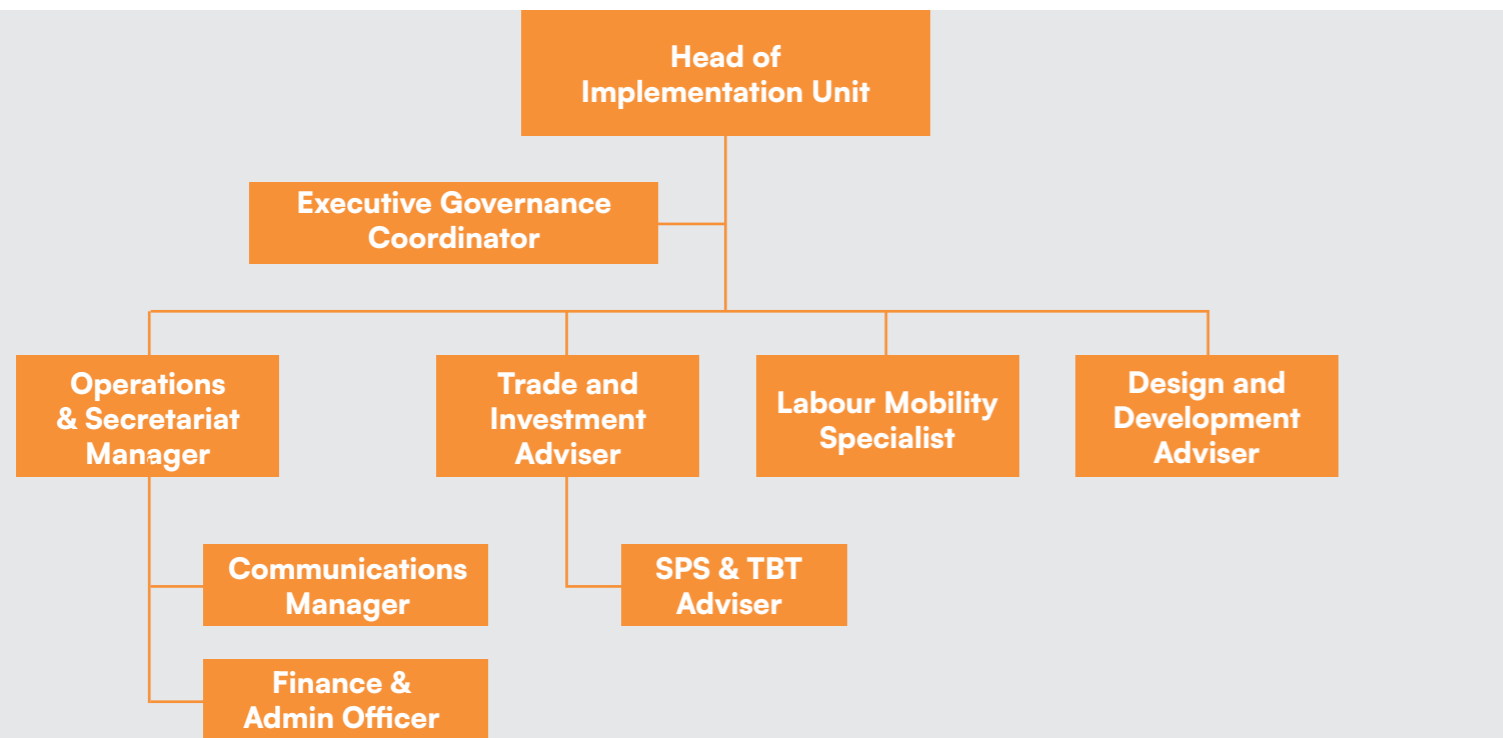 Head of
Implementation Unit
Executive Governance
Coordinator
Operations
& Secretariat
Manager
Trade and
Investment
Adviser
Labour Mobility
Specialist
Design and
Development
Adviser
Communications
Manager
SPS & TBT
Adviser
Finance &
Admin Officer